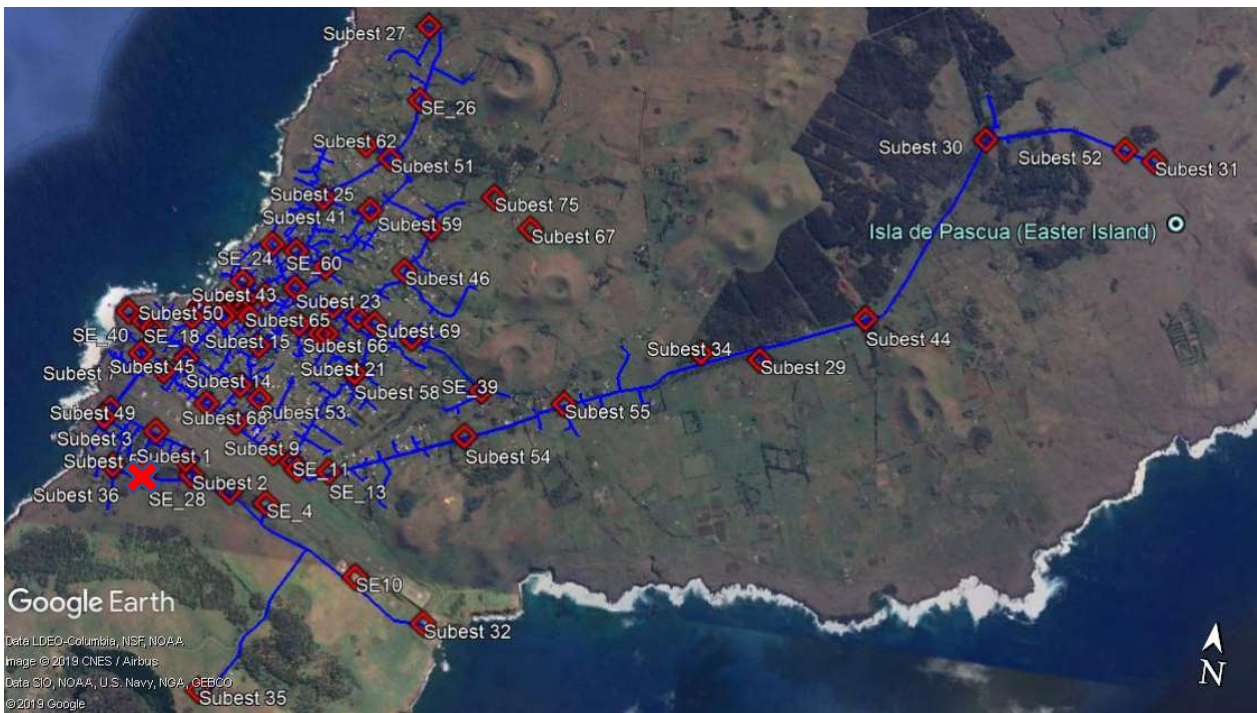 Subest 27
SE_26
Subest 62
Subest 51
Subest 30
Subest 52
Subest 31
Subest 25
Subest 75
Subest 41
Subest 59
Subest 67
Isla de Pascua (Easter Island)
SE_24
SE_60
Subest 46
Subest 43
Subest 23
Subest 50
Subest 65
Subest 69
Subest 44
SE_40
SE_18
Subest 15
Subest 66
Subest 34
Subest 45
Subest 21
Subest 29
Subest 14
Subest 58
SE_39
Subest 49
Subest 53
Subest 55
Subest 68
Subest 3
Subest 9
Subest 1
Subest 54
SE_11
Subest 36
Subest 2
SE_13
SE_28
SE_4
SE10
Google Earth
Subest 32
Data LDEO-Columbia, NSF, NOAA
Image © 2019 CNES / Airbus
Data SIO, NOAA, U.S. Navy, NGA, GEBCO
Subest 35
©2019 Google
N